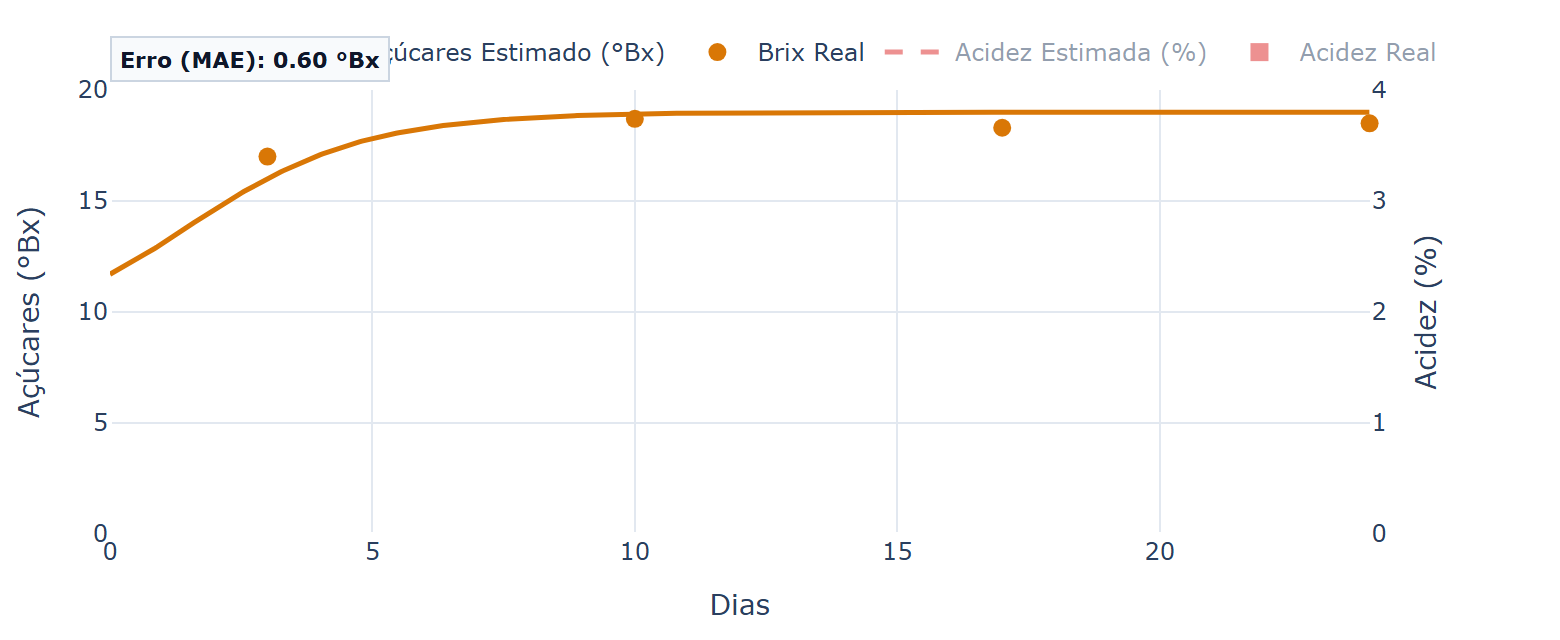 Erro (MAE): 0.60 ºBx
çúcares Estimado (°Bx)
Brix Real
Acidez Estimada (%)
Acidez Real
20
15
10
5
0
Açúcares (°Bx)
4
3
2
1
0
Acidez (%)
0
5
10
15
20
Dias